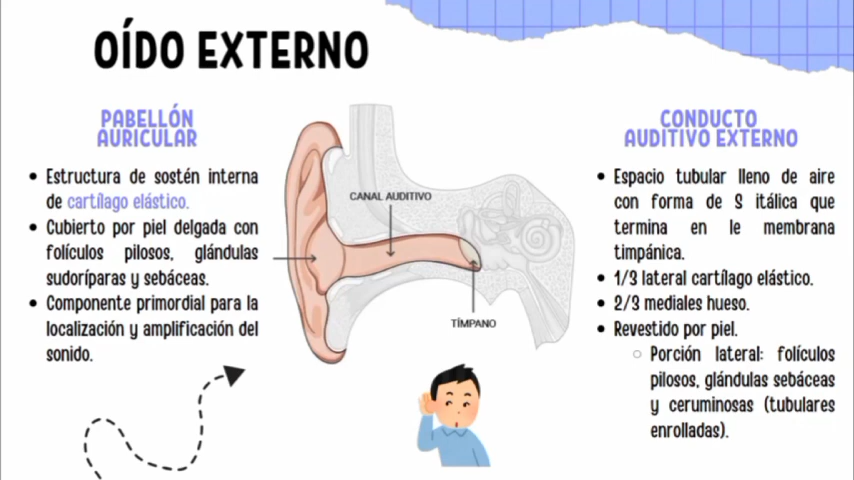 OÍDO EXTERNO
PABELLÓN
AURICULAR
• Estructura de sostén interna
de cartílago elástico.
• Cubierto por piel delgada con
folículos pilosos, glándulas
sudoríparas y sebáceas.
• Componente primordial para la
localización y amplificación del
sonido.
CANAL AUDITIVO
TÍMPANO
CONDUCTO
AUDITIVO EXTERNO
• Espacio tubular lleno de aire
con forma de S itálica que
termina en le membrana
timpánica.
• 1/3 lateral cartílago elástico.
• 2/3 mediales hueso.
• Revestido por piel.
○ Porción lateral: folículos
pilosos, glándulas sebáceas
y ceruminosas (tubulares
enrolladas).